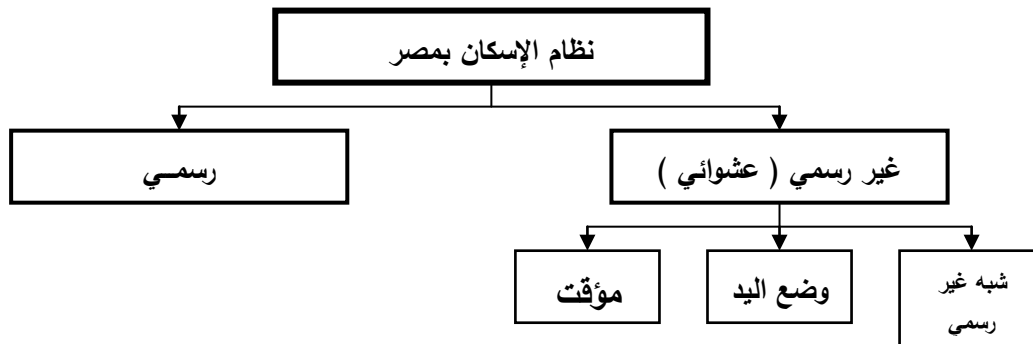 نظام الإسكان بمصر
غير رسمي ( عشوائي )
رسمــي
شبه غير
رسمي
وضع اليد
مؤقت